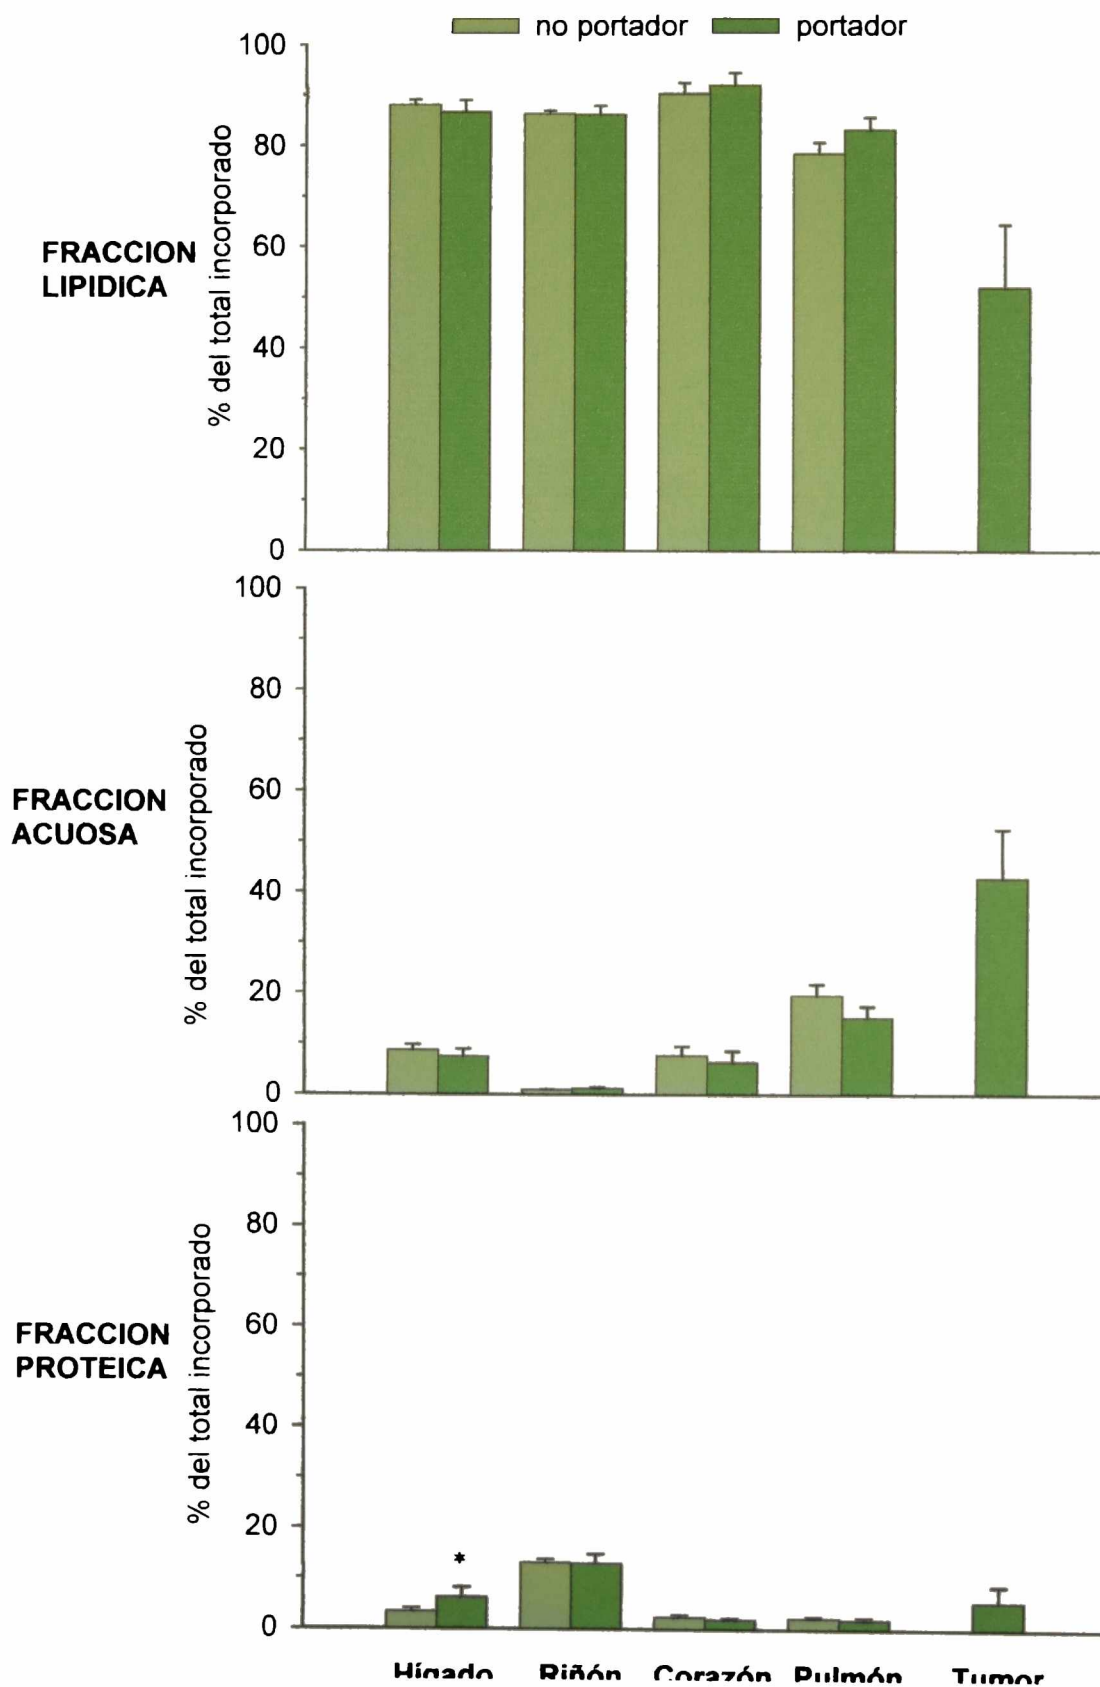 no portador portador
FRACCION
LIPIDICA
% del total incorporado
100
80
60
40
20
0
FRACCION
ACUOSA
% del total incorporado
100
80
60
40
20
0
FRACCION
PROTEICA
% del total incorporado
100
80
60
40
20
0
*
Hígado Riñón Corazón Pulmón Tumor